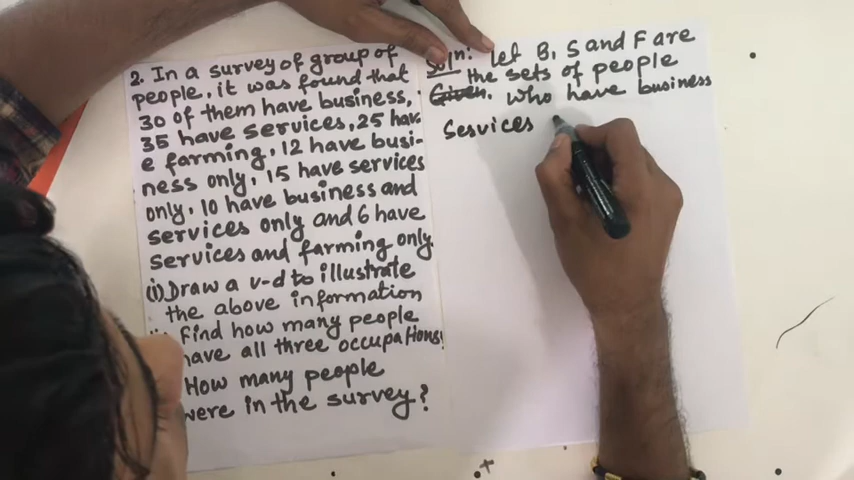 2. In a survey of group of
people, it was found that
30 of them have business,
35 have services, 25 hav
e farming, 12 have busi-
ness only, 15 have services
only, 10 have business and
services only and 6 have
services and farming only.
(i) Draw a v-d to illustrate
the above information
Find how many people
have all three occupations
How many people
were in the survey?
Soln: Let B, S and F are
the sets of people
Given. who have business
Sesvices